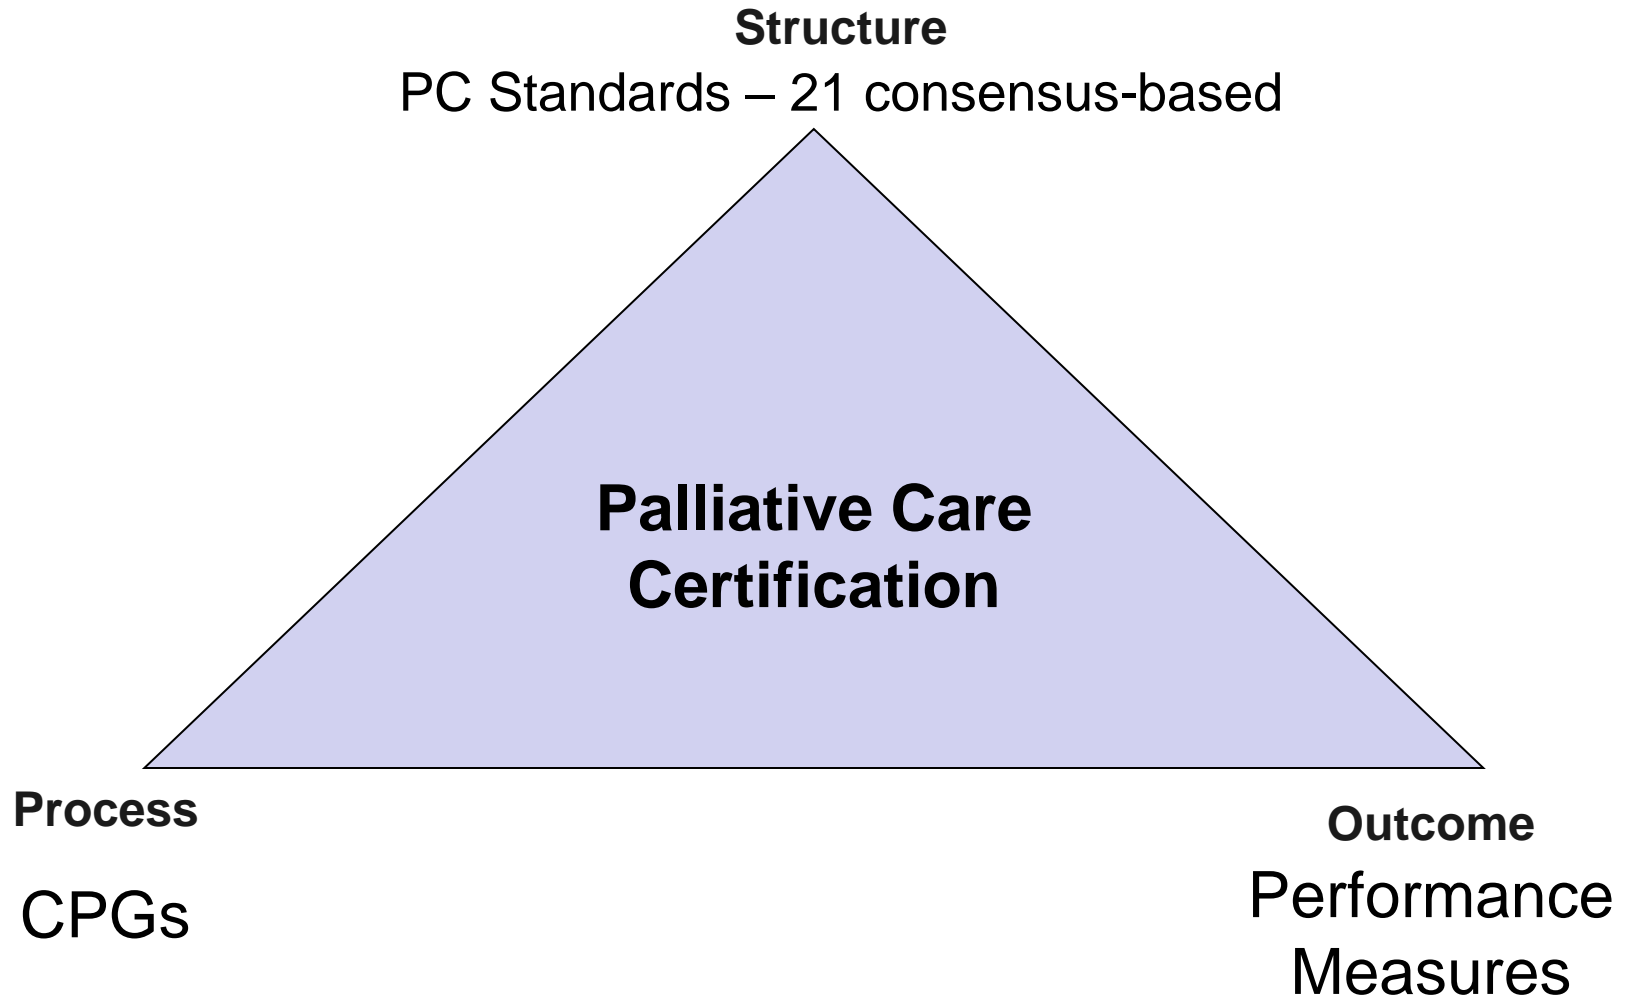 Structure
PC Standards – 21 consensus-based
Palliative Care
Certification
Process
CPGs
Outcome
Performance
Measures